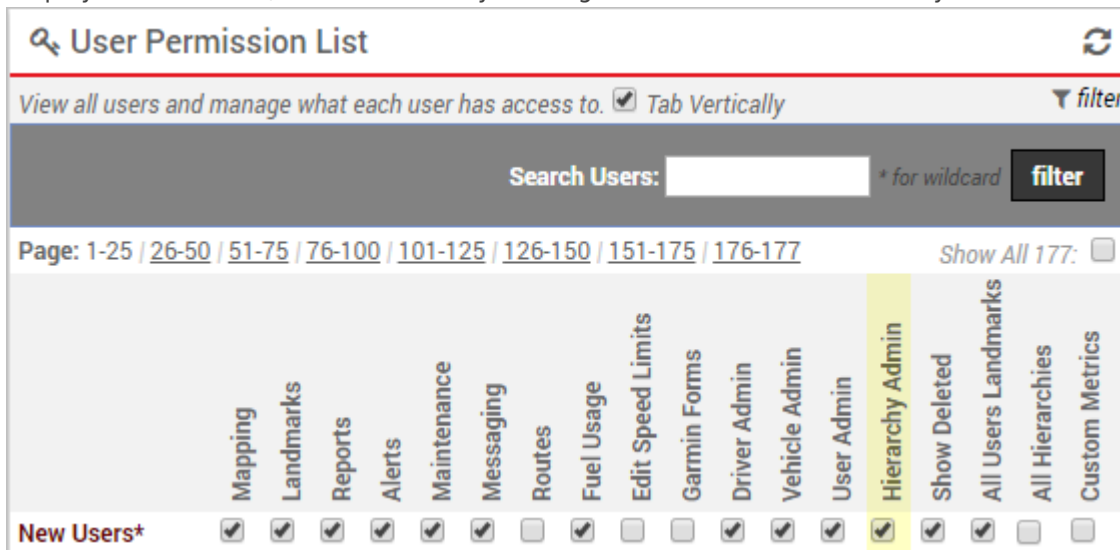 User Permission List
View all users and manage what each user has access to. Tab Vertically filter
Search Users: * for wildcard filter
Page: 1-25 / 26-50 / 51-75 / 76-100 / 101-125 / 126-150 / 151-175 / 176-177 Show All 177:
Mapping
Landmarks
Reports
Alerts
Maintenance
Messaging
Routes
Fuel Usage
Edit Speed Limits
Garmin Forms
Driver Admin
Vehicle Admin
User Admin
Hierarchy Admin
Show Deleted
All Users Landmarks
All Hierarchies
Custom Metrics
New Users*